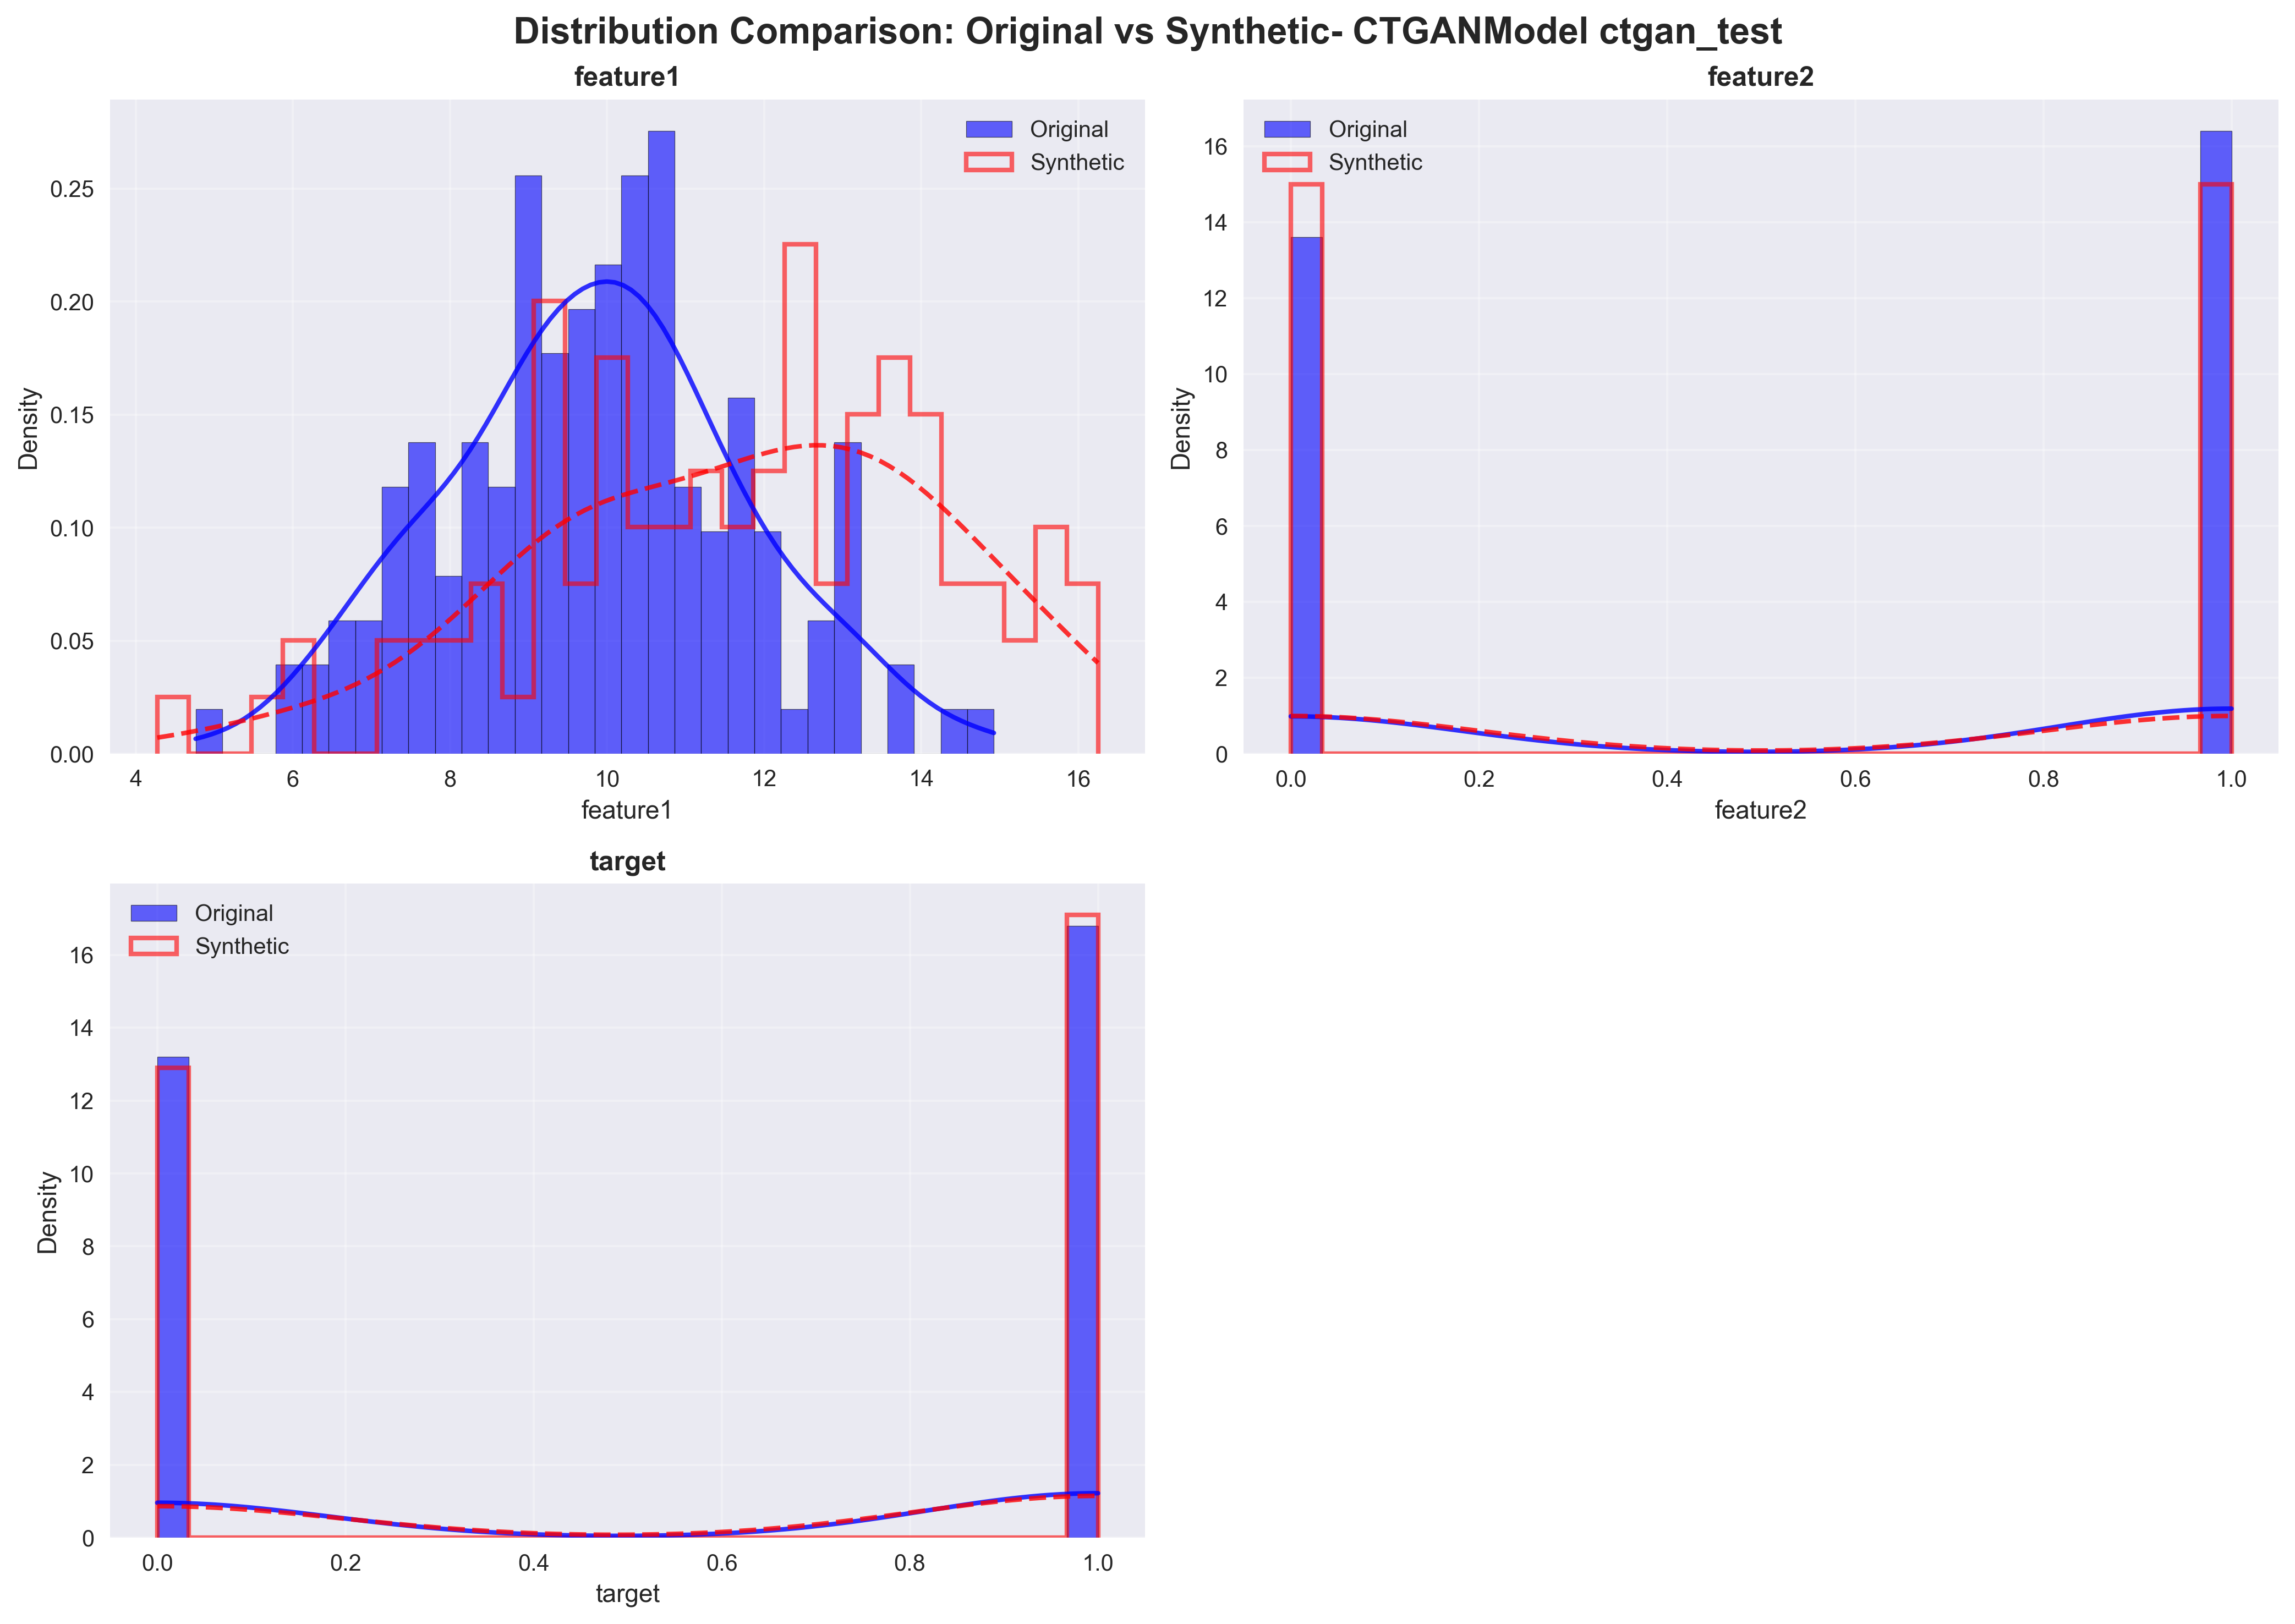 Distribution Comparison: Original vs Synthetic- CTGANModel ctgan_test
feature1
Original
Synthetic
0.25
0.20
0.15
0.10
0.05
0.00
Density
4 6 8 10 12 14 16
feature1
feature2
Original
Synthetic
16
14
12
10
8
6
4
2
0
Density
0.0 0.2 0.4 0.6 0.8 1.0
feature2
target
Original
Synthetic
16
14
12
10
8
6
4
2
0
Density
0.0 0.2 0.4 0.6 0.8 1.0
target